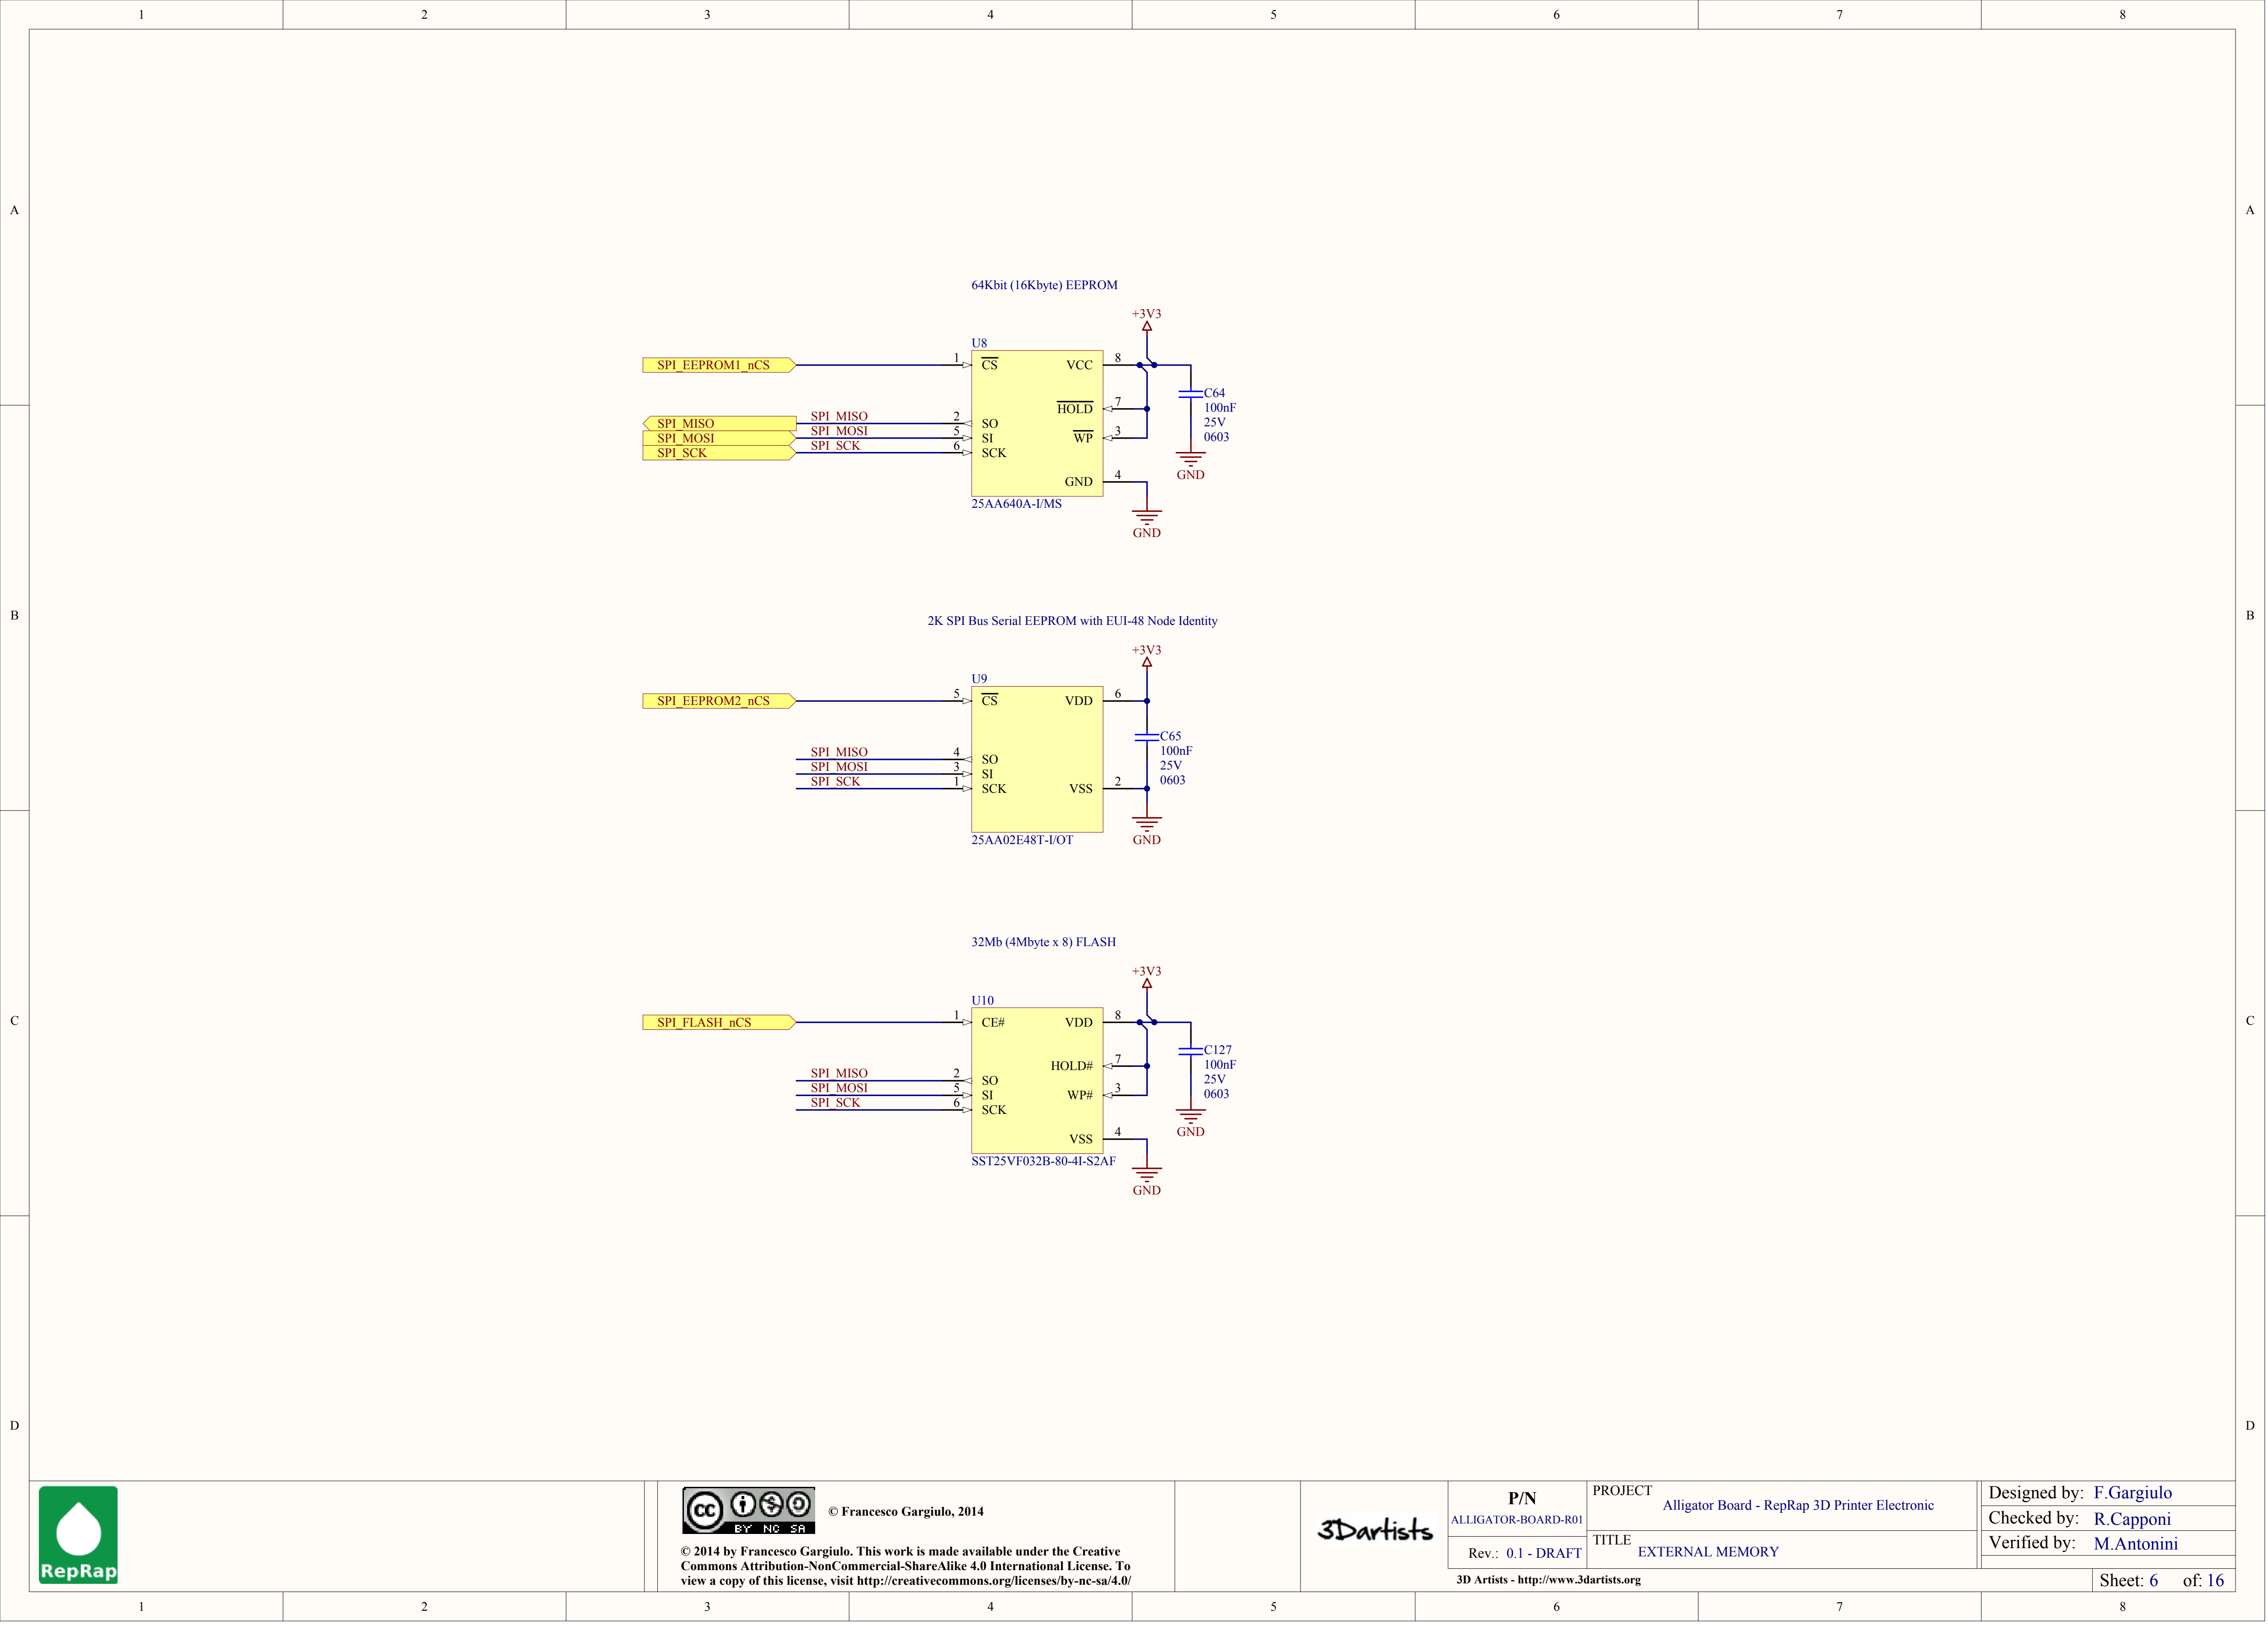 1 2 3 4 5 6 7 8
A A
64Kbit (16Kbyte) EEPROM
+3V3
U8
SPI_EEPROM1_nCS 1 CS VCC 8
C64
100nF
25V
0603
HOLD 7
SPI_MISO SPI_MISO 2 SO
SPI_MOSI SPI_MOSI 5 SI WP 3
SPI_SCK SPI_SCK 6 SCK
GND
GND 4
25AA640A-I/MS
GND
B B
2K SPI Bus Serial EEPROM with EUI-48 Node Identity
+3V3
U9
SPI_EEPROM2_nCS 5 CS VDD 6
C65
100nF
25V
0603
SPI_MISO 4 SO
SPI_MOSI 3 SI
SPI_SCK 1 SCK VSS 2
25AA02E48T-I/OT
GND
32Mb (4Mbyte x 8) FLASH
+3V3
U10
C C
SPI_FLASH_nCS 1 CE# VDD 8
C127
100nF
25V
0603
HOLD# 7
SPI_MISO 2 SO
SPI_MOSI 5 SI WP# 3
SPI_SCK 6 SCK
GND
VSS 4
SST25VF032B-80-4I-S2AF
GND
D D
RepRap
cc
BY NC SA
© Francesco Gargiulo, 2014
© 2014 by Francesco Gargiulo. This work is made available under the Creative
Commons Attribution-NonCommercial-ShareAlike 4.0 International License. To
view a copy of this license, visit http://creativecommons.org/licenses/by-nc-sa/4.0/
3Dartists
P/N
ALLIGATOR-BOARD-R01
Rev.: 0.1 - DRAFT
PROJECT
Alligator Board - RepRap 3D Printer Electronic
TITLE
EXTERNAL MEMORY
3D Artists - http://www.3dartists.org
Designed by: F.Gargiulo
Checked by: R.Capponi
Verified by: M.Antonini
Sheet: 6 of: 16
1 2 3 4 5 6 7 8